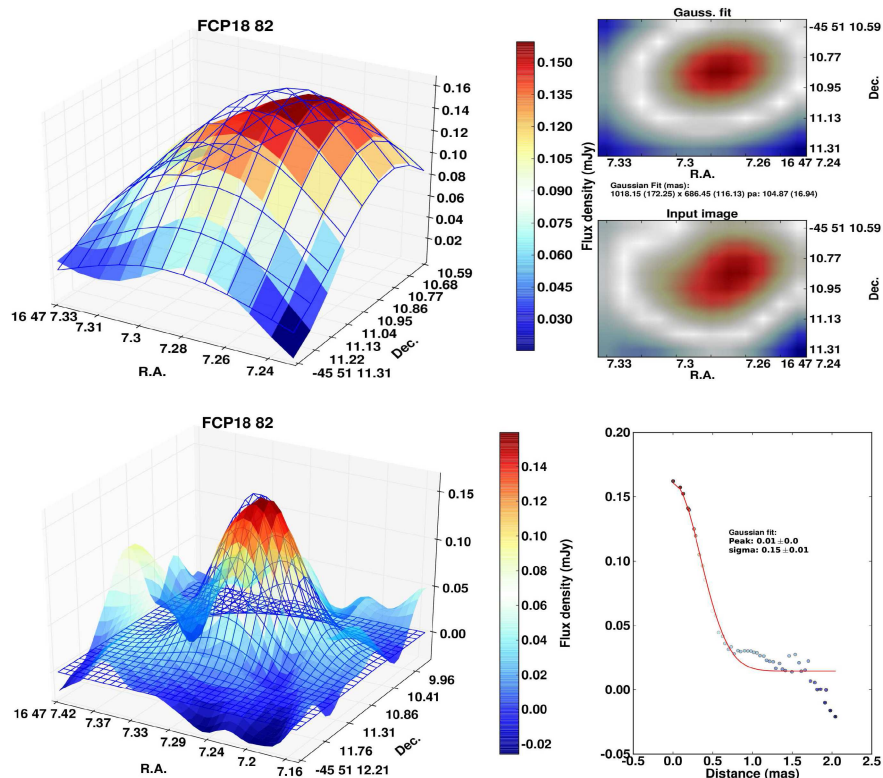 FCP18 82
0.16
0.14
0.12
0.10
0.08
0.06
0.04
0.02
16 47 7.33
7.31
7.3
7.28
7.26
7.24
R.A.
10.59
10.68
10.77
10.86
10.95
11.04
11.13
11.22
-45 51 11.31
Dec.
0.150
0.135
0.120
0.105
0.090
0.075
0.060
0.045
0.030
Flux density (mJy)
Gauss. fit
-45 51 10.59
10.77
10.95
11.13
11.31
Dec.
7.33
7.3
7.26
16 47 7.24
R.A.
Gaussian Fit (mas):
1018.15 (172.25) x 686.45 (116.13) pa: 104.87 (16.94)
Input image
-45 51 10.59
10.77
10.95
11.13
11.31
Dec.
7.33
7.3
7.26
16 47 7.24
R.A.
FCP18 82
0.15
0.10
0.05
0.00
16 47 7.42
7.37
7.33
7.29
7.24
7.2
7.16
R.A.
9.96
10.41
10.86
11.31
11.76
-45 51 12.21
Dec.
0.14
0.12
0.10
0.08
0.06
0.04
0.02
0.00
-0.02
Flux density (mJy)
0.20
0.15
0.10
0.05
0.00
-0.05
Gaussian fit:
Peak: 0.01 ±0.0
sigma: 0.15 ±0.01
-0.5
0.0
0.5
1.0
1.5
2.0
2.5
Distance (mas)